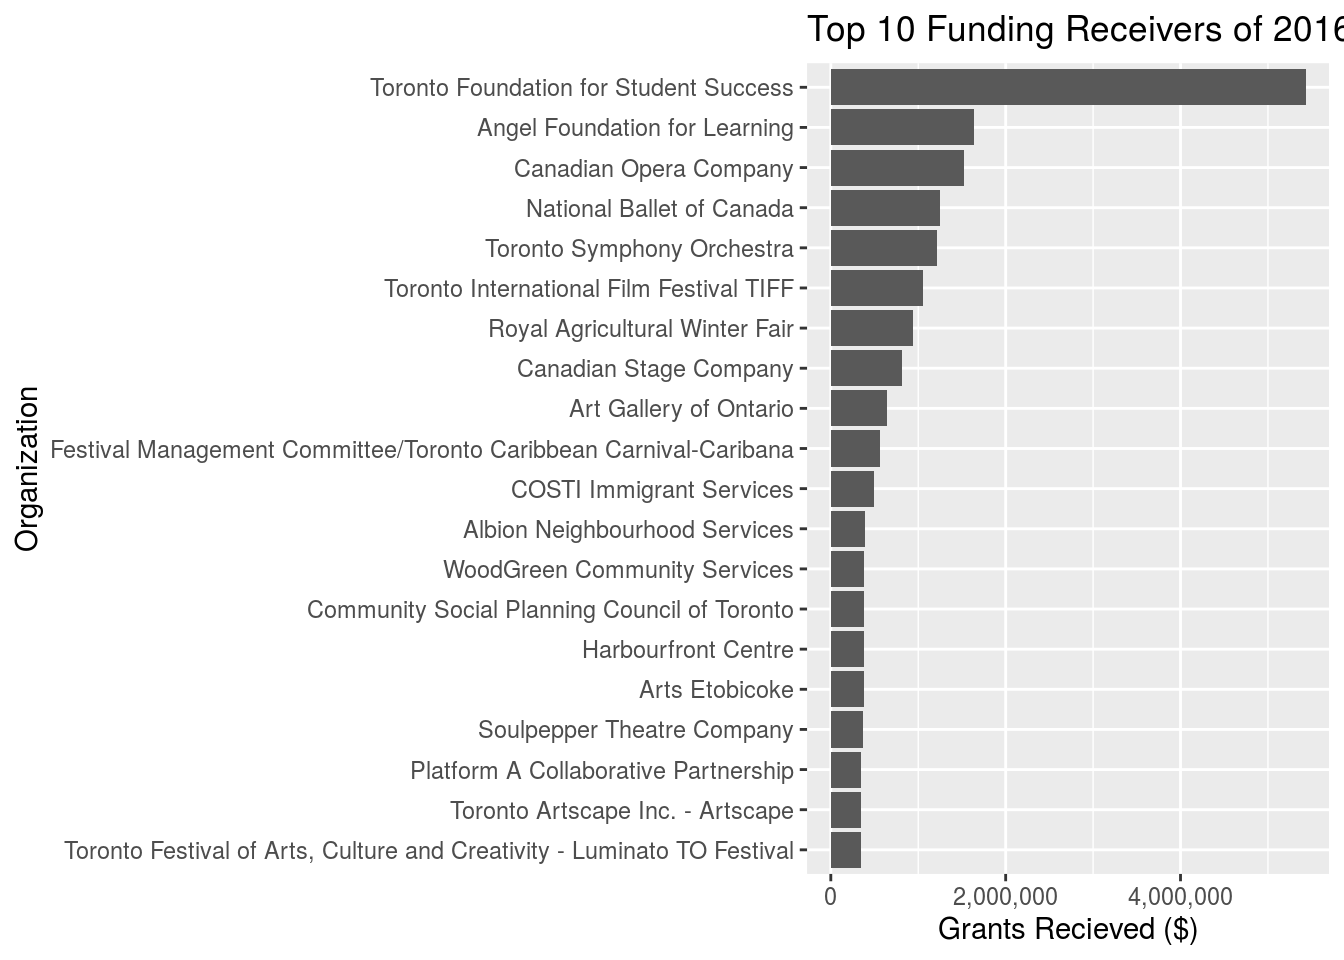 Top 10 Funding Receivers of 2016
Toronto Foundation for Student Success
Angel Foundation for Learning
Canadian Opera Company
National Ballet of Canada
Toronto Symphony Orchestra
Toronto International Film Festival TIFF
Royal Agricultural Winter Fair
Canadian Stage Company
Art Gallery of Ontario
Festival Management Committee/Toronto Caribbean Carnival-Caribana
COSTI Immigrant Services
Albion Neighbourhood Services
WoodGreen Community Services
Community Social Planning Council of Toronto
Harbourfront Centre
Arts Etobicoke
Soulpepper Theatre Company
Platform A Collaborative Partnership
Toronto Artscape Inc. - Artscape
Toronto Festival of Arts, Culture and Creativity - Luminato TO Festival
Organization
0 2,000,000 4,000,000
Grants Recieved ($)